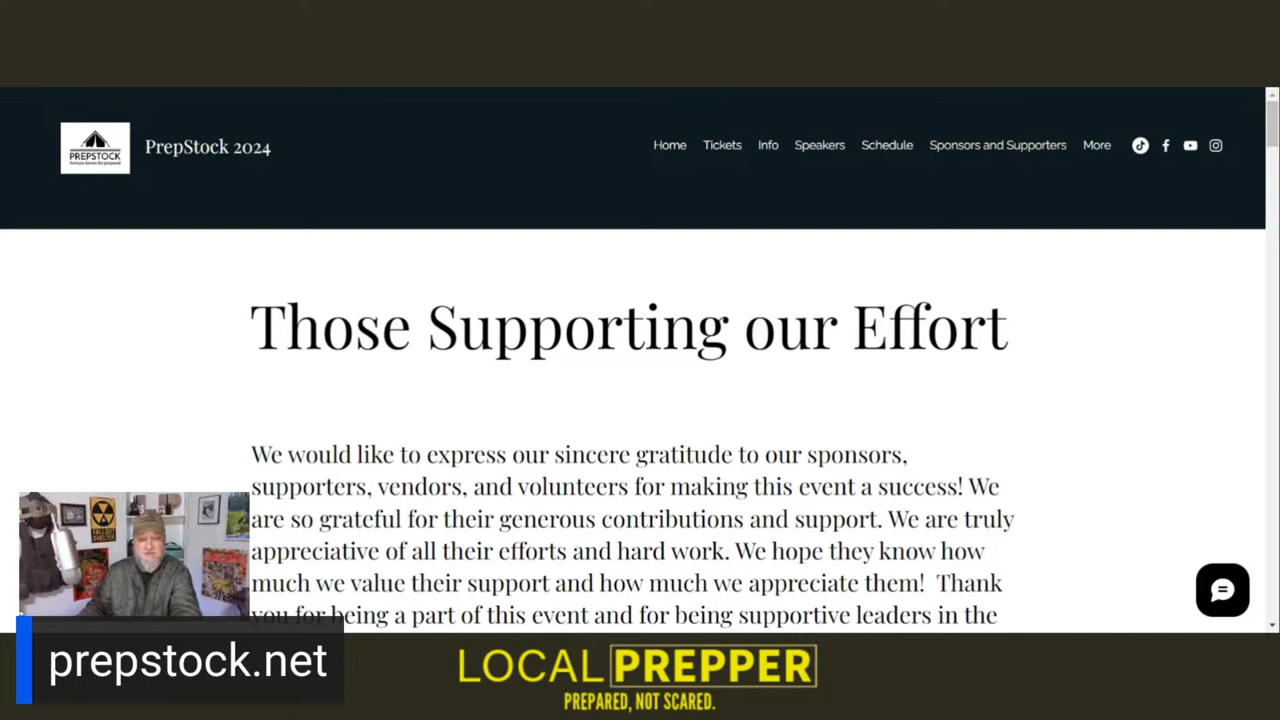 PREPSTOCK
PrepStock 2024
Home
Tickets
Info
Speakers
Schedule
Sponsors and Supporters
More
Those Supporting our Effort
We would like to express our sincere gratitude to our sponsors,
supporters, vendors, and volunteers for making this event a success! We
are so grateful for their generous contributions and support. We are truly
appreciative of all their efforts and hard work. We hope they know how
much we value their support and how much we appreciate them! Thank
you for being a part of this event and for being supportive leaders in the
FALLOUT
SHELTER
prepstock.net
LOCAL PREPPER
PREPARED, NOT SCARED.